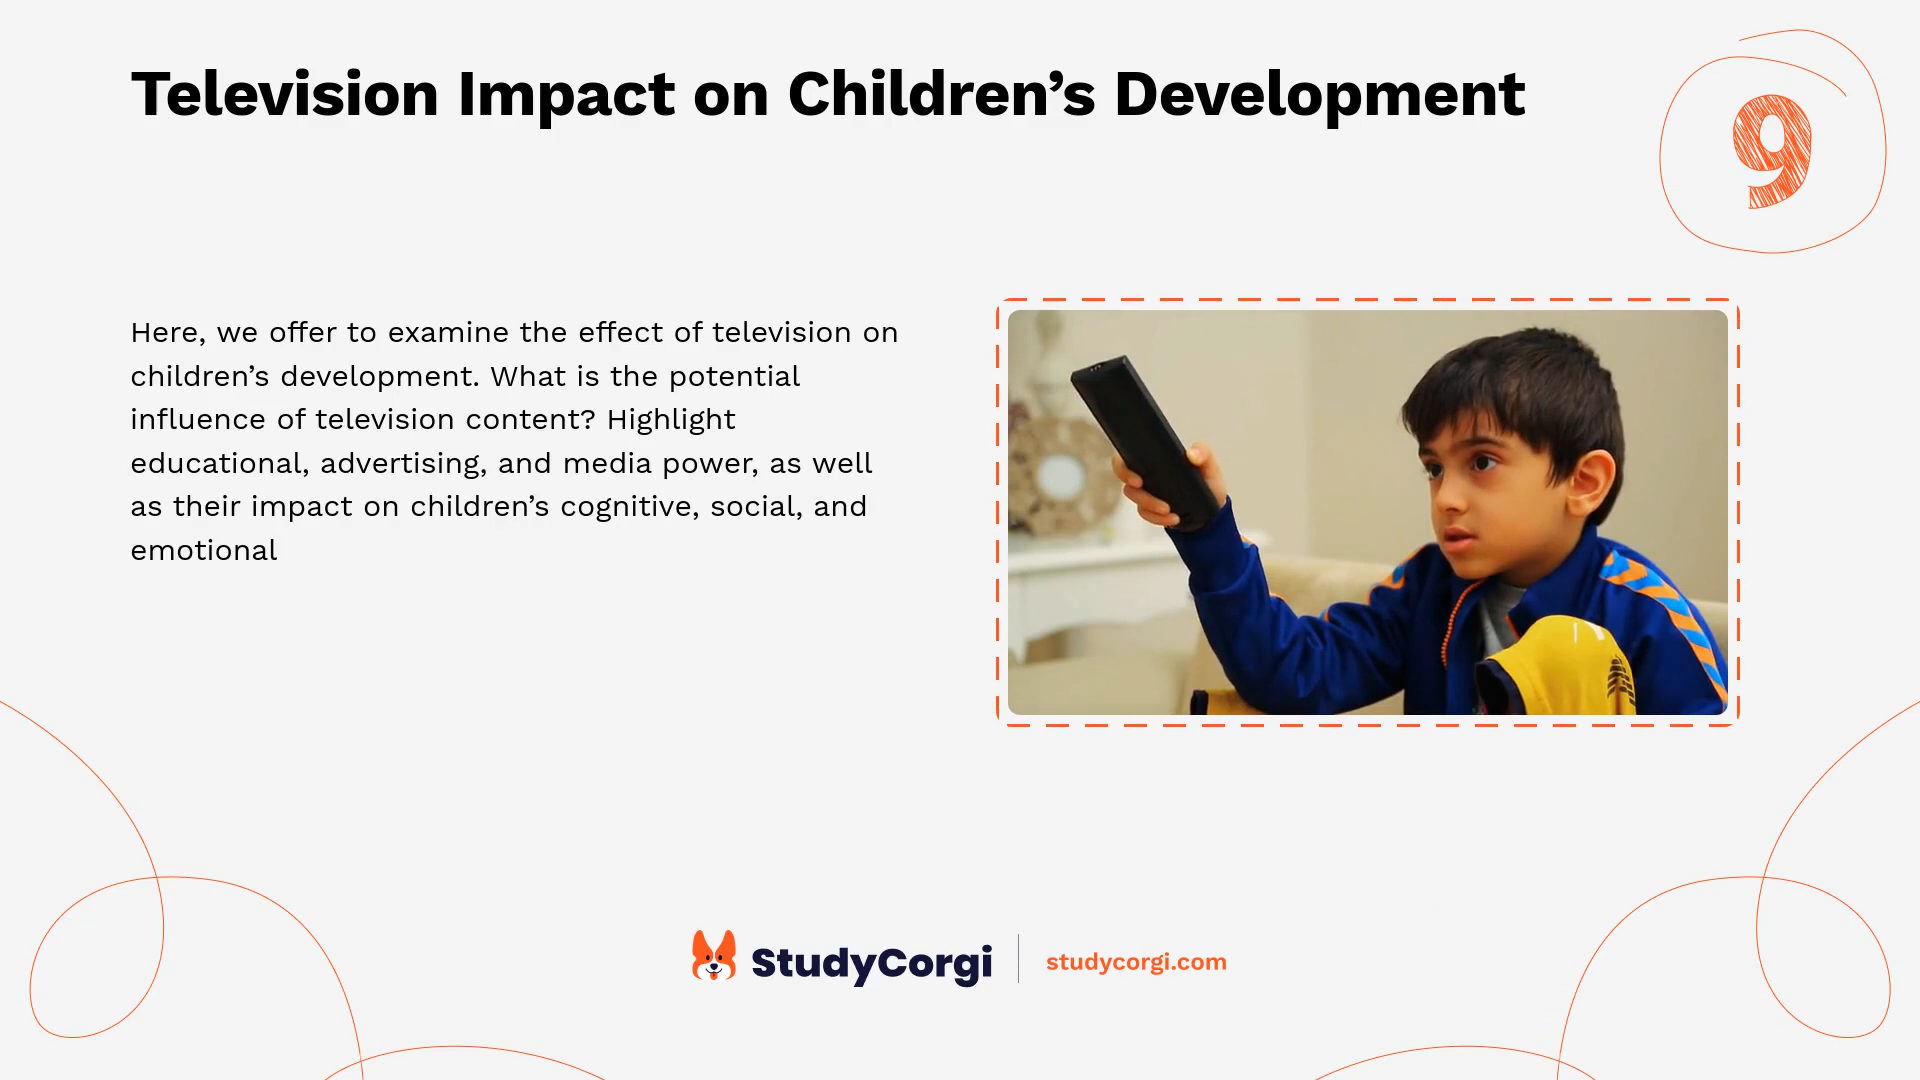 Television Impact on Children’s Development
9
Here, we offer to examine the effect of television on
children’s development. What is the potential
influence of television content? Highlight
educational, advertising, and media power, as well
as their impact on children’s cognitive, social, and
emotional
StudyCorgi
studycorgi.com